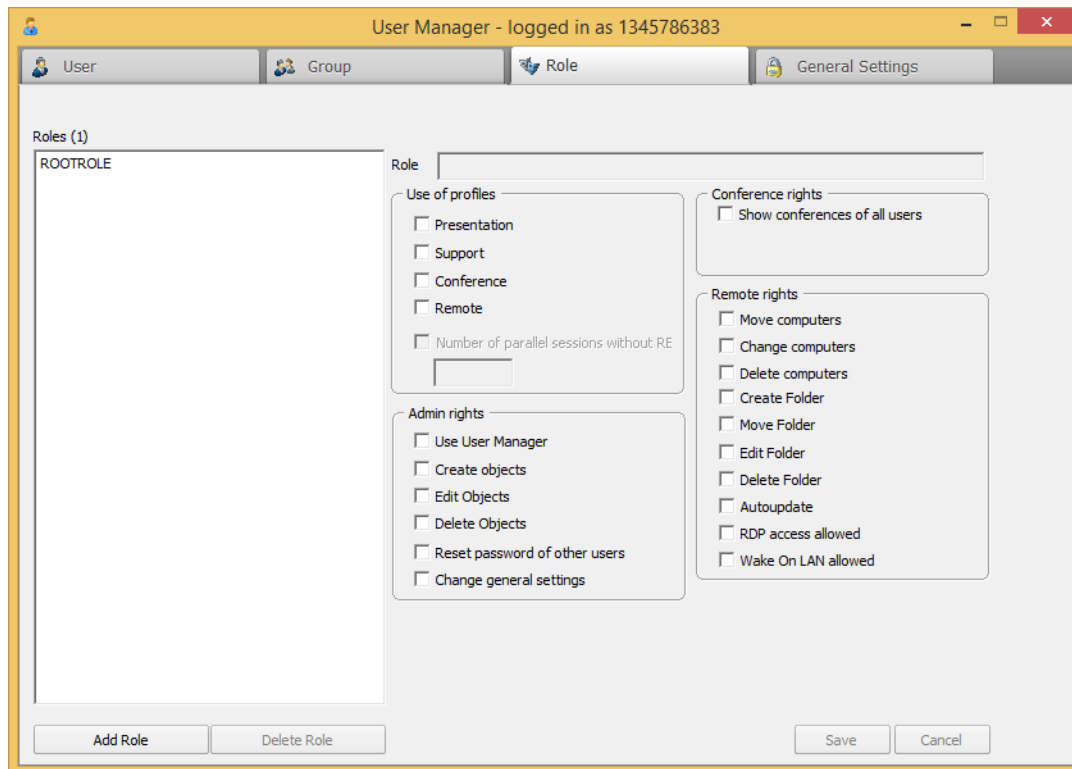 User Manager - logged in as 1345786383
User
Group
Role
General Settings
Roles (1)
ROOTROLE
Role
Use of profiles
Presentation
Support
Conference
Remote
Number of parallel sessions without RE
Admin rights
Use User Manager
Create objects
Edit Objects
Delete Objects
Reset password of other users
Change general settings
Conference rights
Show conferences of all users
Remote rights
Move computers
Change computers
Delete computers
Create Folder
Move Folder
Edit Folder
Delete Folder
Autoupdate
RDP access allowed
Wake On LAN allowed
Add Role
Delete Role
Save
Cancel